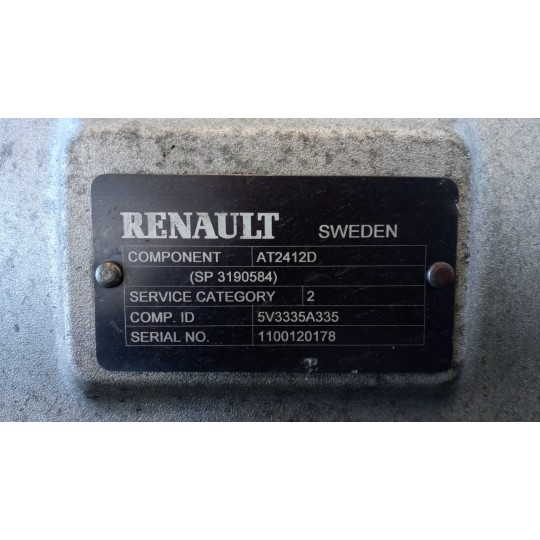 RENAULT SWEDEN
COMPONENT AT2412D
(SP 3190584)
SERVICE CATEGORY 2
COMP. ID 5V3335A335
SERIAL NO. 1100120178